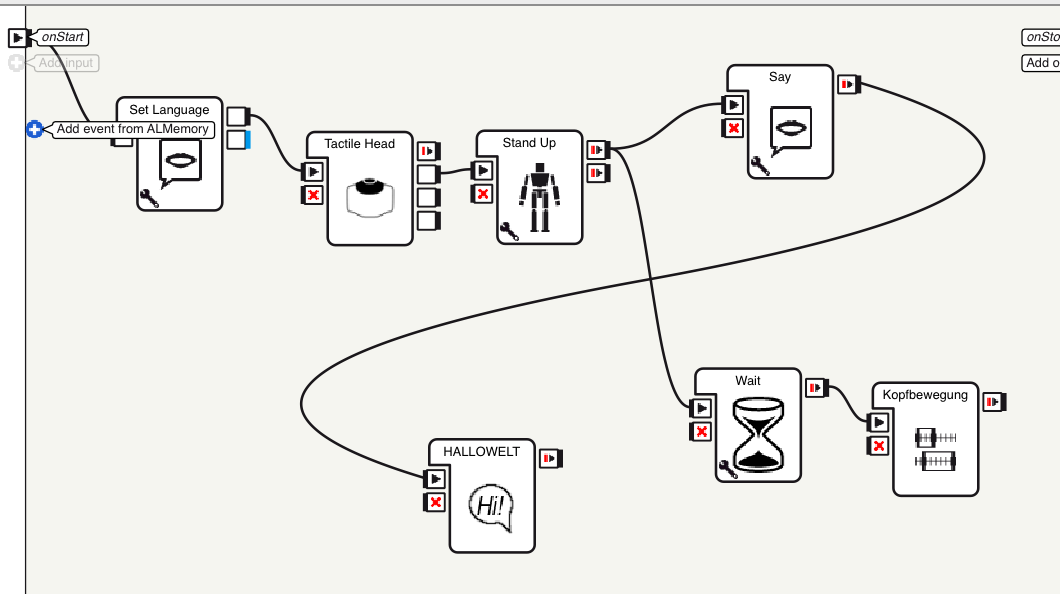 onStart
Add input
onSto
Add o
Say
Set Language
Add event from ALMemory
Tactile Head
Stand Up
Wait
Kopfbewegung
HALLOWELT
Hi!